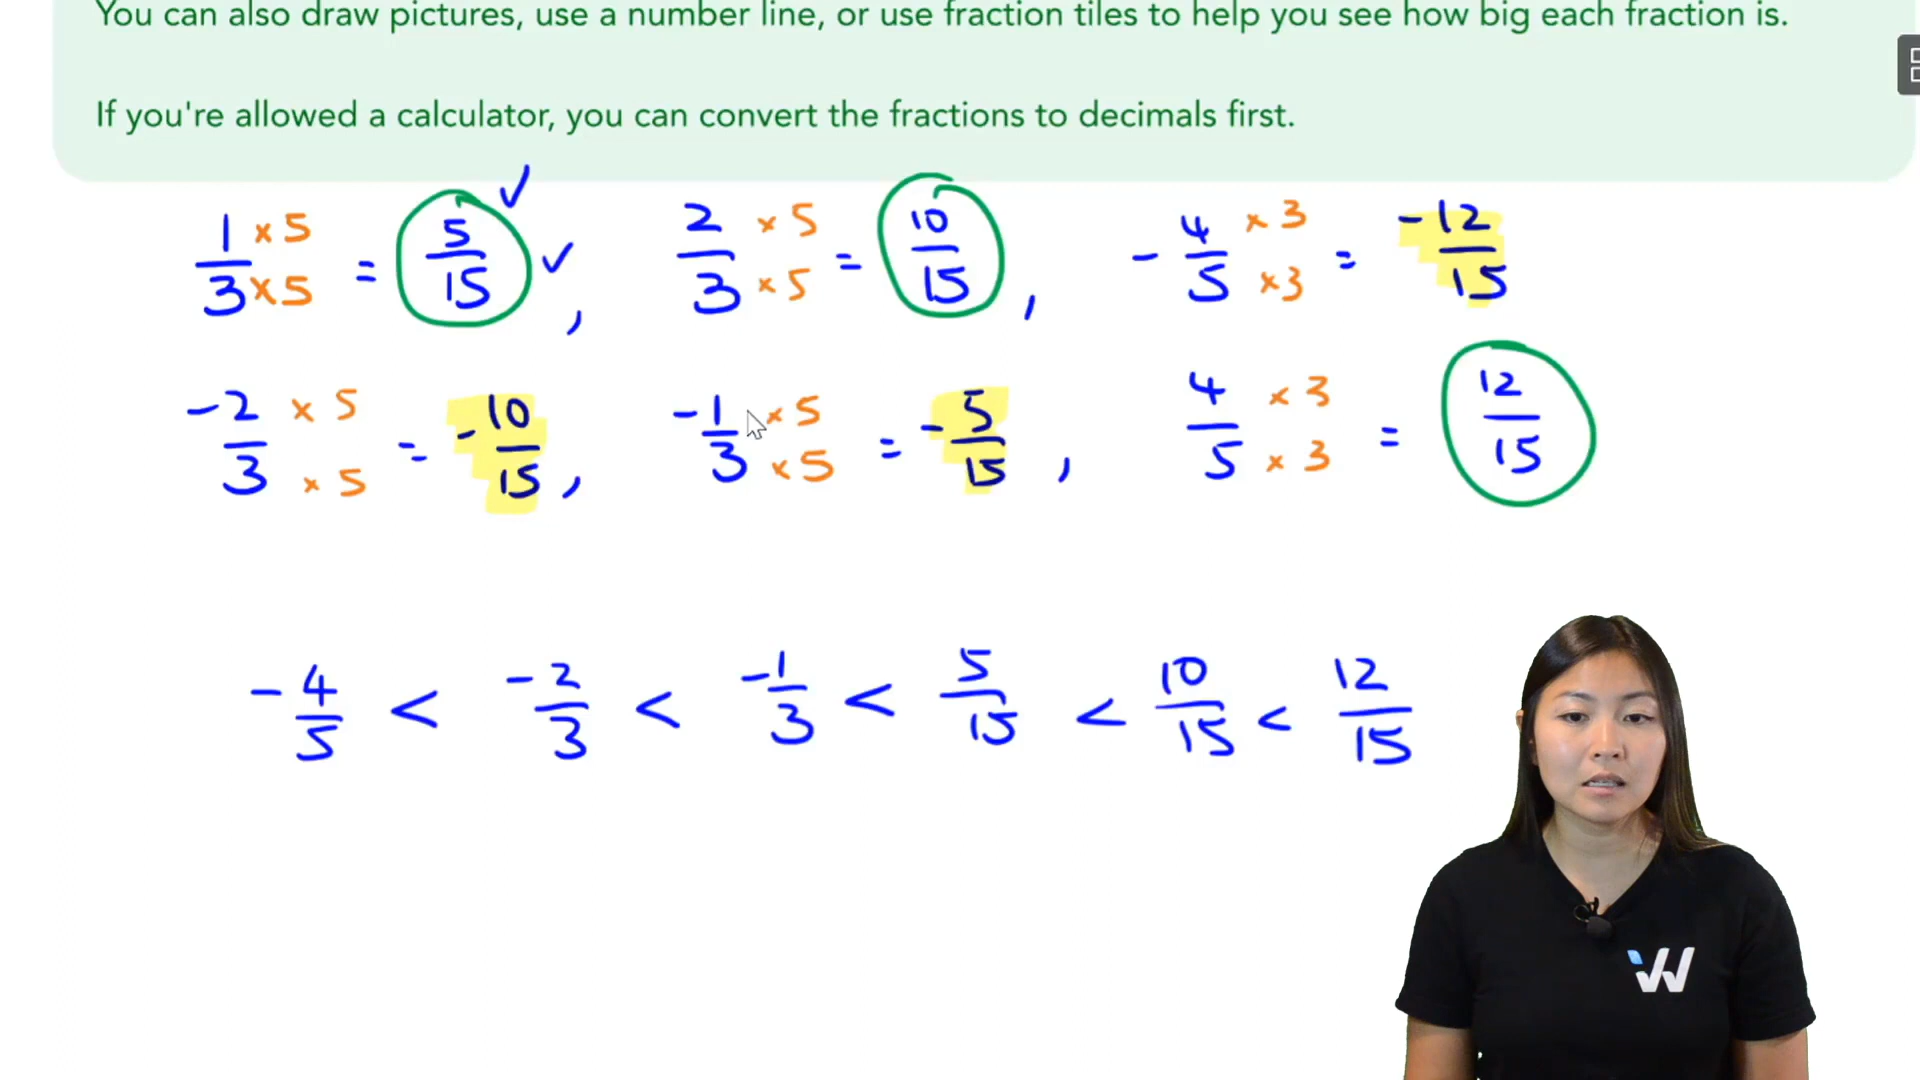 You can also draw pictures, use a number line, or use fraction tiles to help you see how big each fraction is.
If you're allowed a calculator, you can convert the fractions to decimals first.
1/3 ×5 ×5 = 5/15 ✓ ✓ , 2/3 ×5 ×5 = 10/15 , -4/5 ×3 ×3 = -12/15
-2/3 ×5 ×5 = -10/15 , -1/3 ×5 ×5 = -5/15 , 4/5 ×3 ×3 = 12/15
-4/5 < -2/3 < -1/3 < 5/15 < 10/15 < 12/15
W